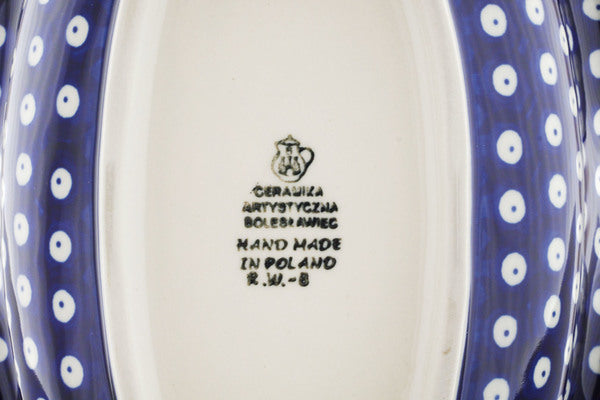 CERAMIKA
ARTYSTYCZNA
BOLESŁAWIEC
HAND MADE
IN POLAND
R.W.-8